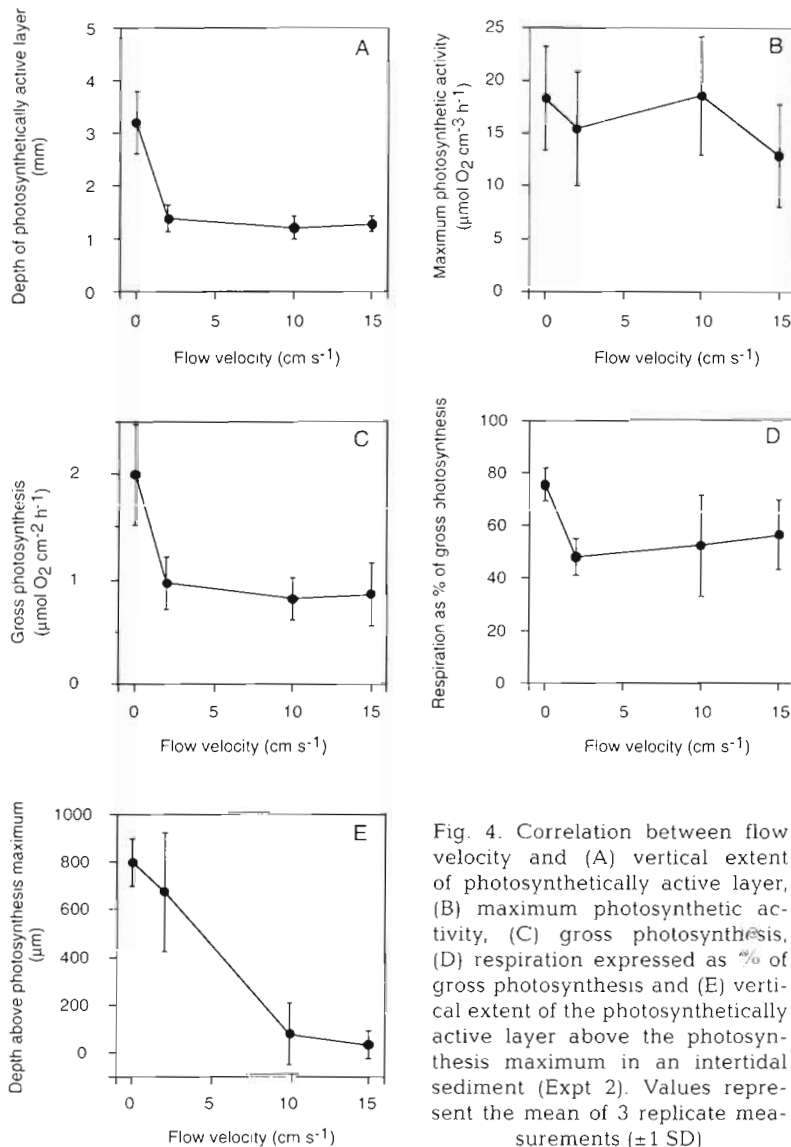 A
Depth of photosynthetically active layer
(mm)
5
4
3
2
1
0
0 5 10 15
Flow velocity (cm s-1)
B
Maximum photosynthetic activity
(µmol O2 cm-3 h-1)
25
20
15
10
5
0
0 5 10 15
Flow velocity (cm s-1)
C
Gross photosynthesis
(µmol O2 cm-2 h-1)
2
1
0
0 5 10 15
Flow velocity (cm s-1)
D
Respiration as % of gross photosynthesis
100
80
60
40
20
0
0 5 10 15
Flow velocity (cm s-1)
E
Depth above photosynthesis maximum
(µm)
1000
800
600
400
200
0
0 5 10 15
Flow velocity (cm s-1)
Fig. 4. Correlation between flow
velocity and (A) vertical extent
of photosynthetically active layer,
(B) maximum photosynthetic ac-
tivity, (C) gross photosynthesis,
(D) respiration expressed as % of
gross photosynthesis and (E) verti-
cal extent of the photosynthetically
active layer above the photosyn-
thesis maximum in an intertidal
sediment (Expt 2). Values repre-
sent the mean of 3 replicate mea-
surements (±1 SD)